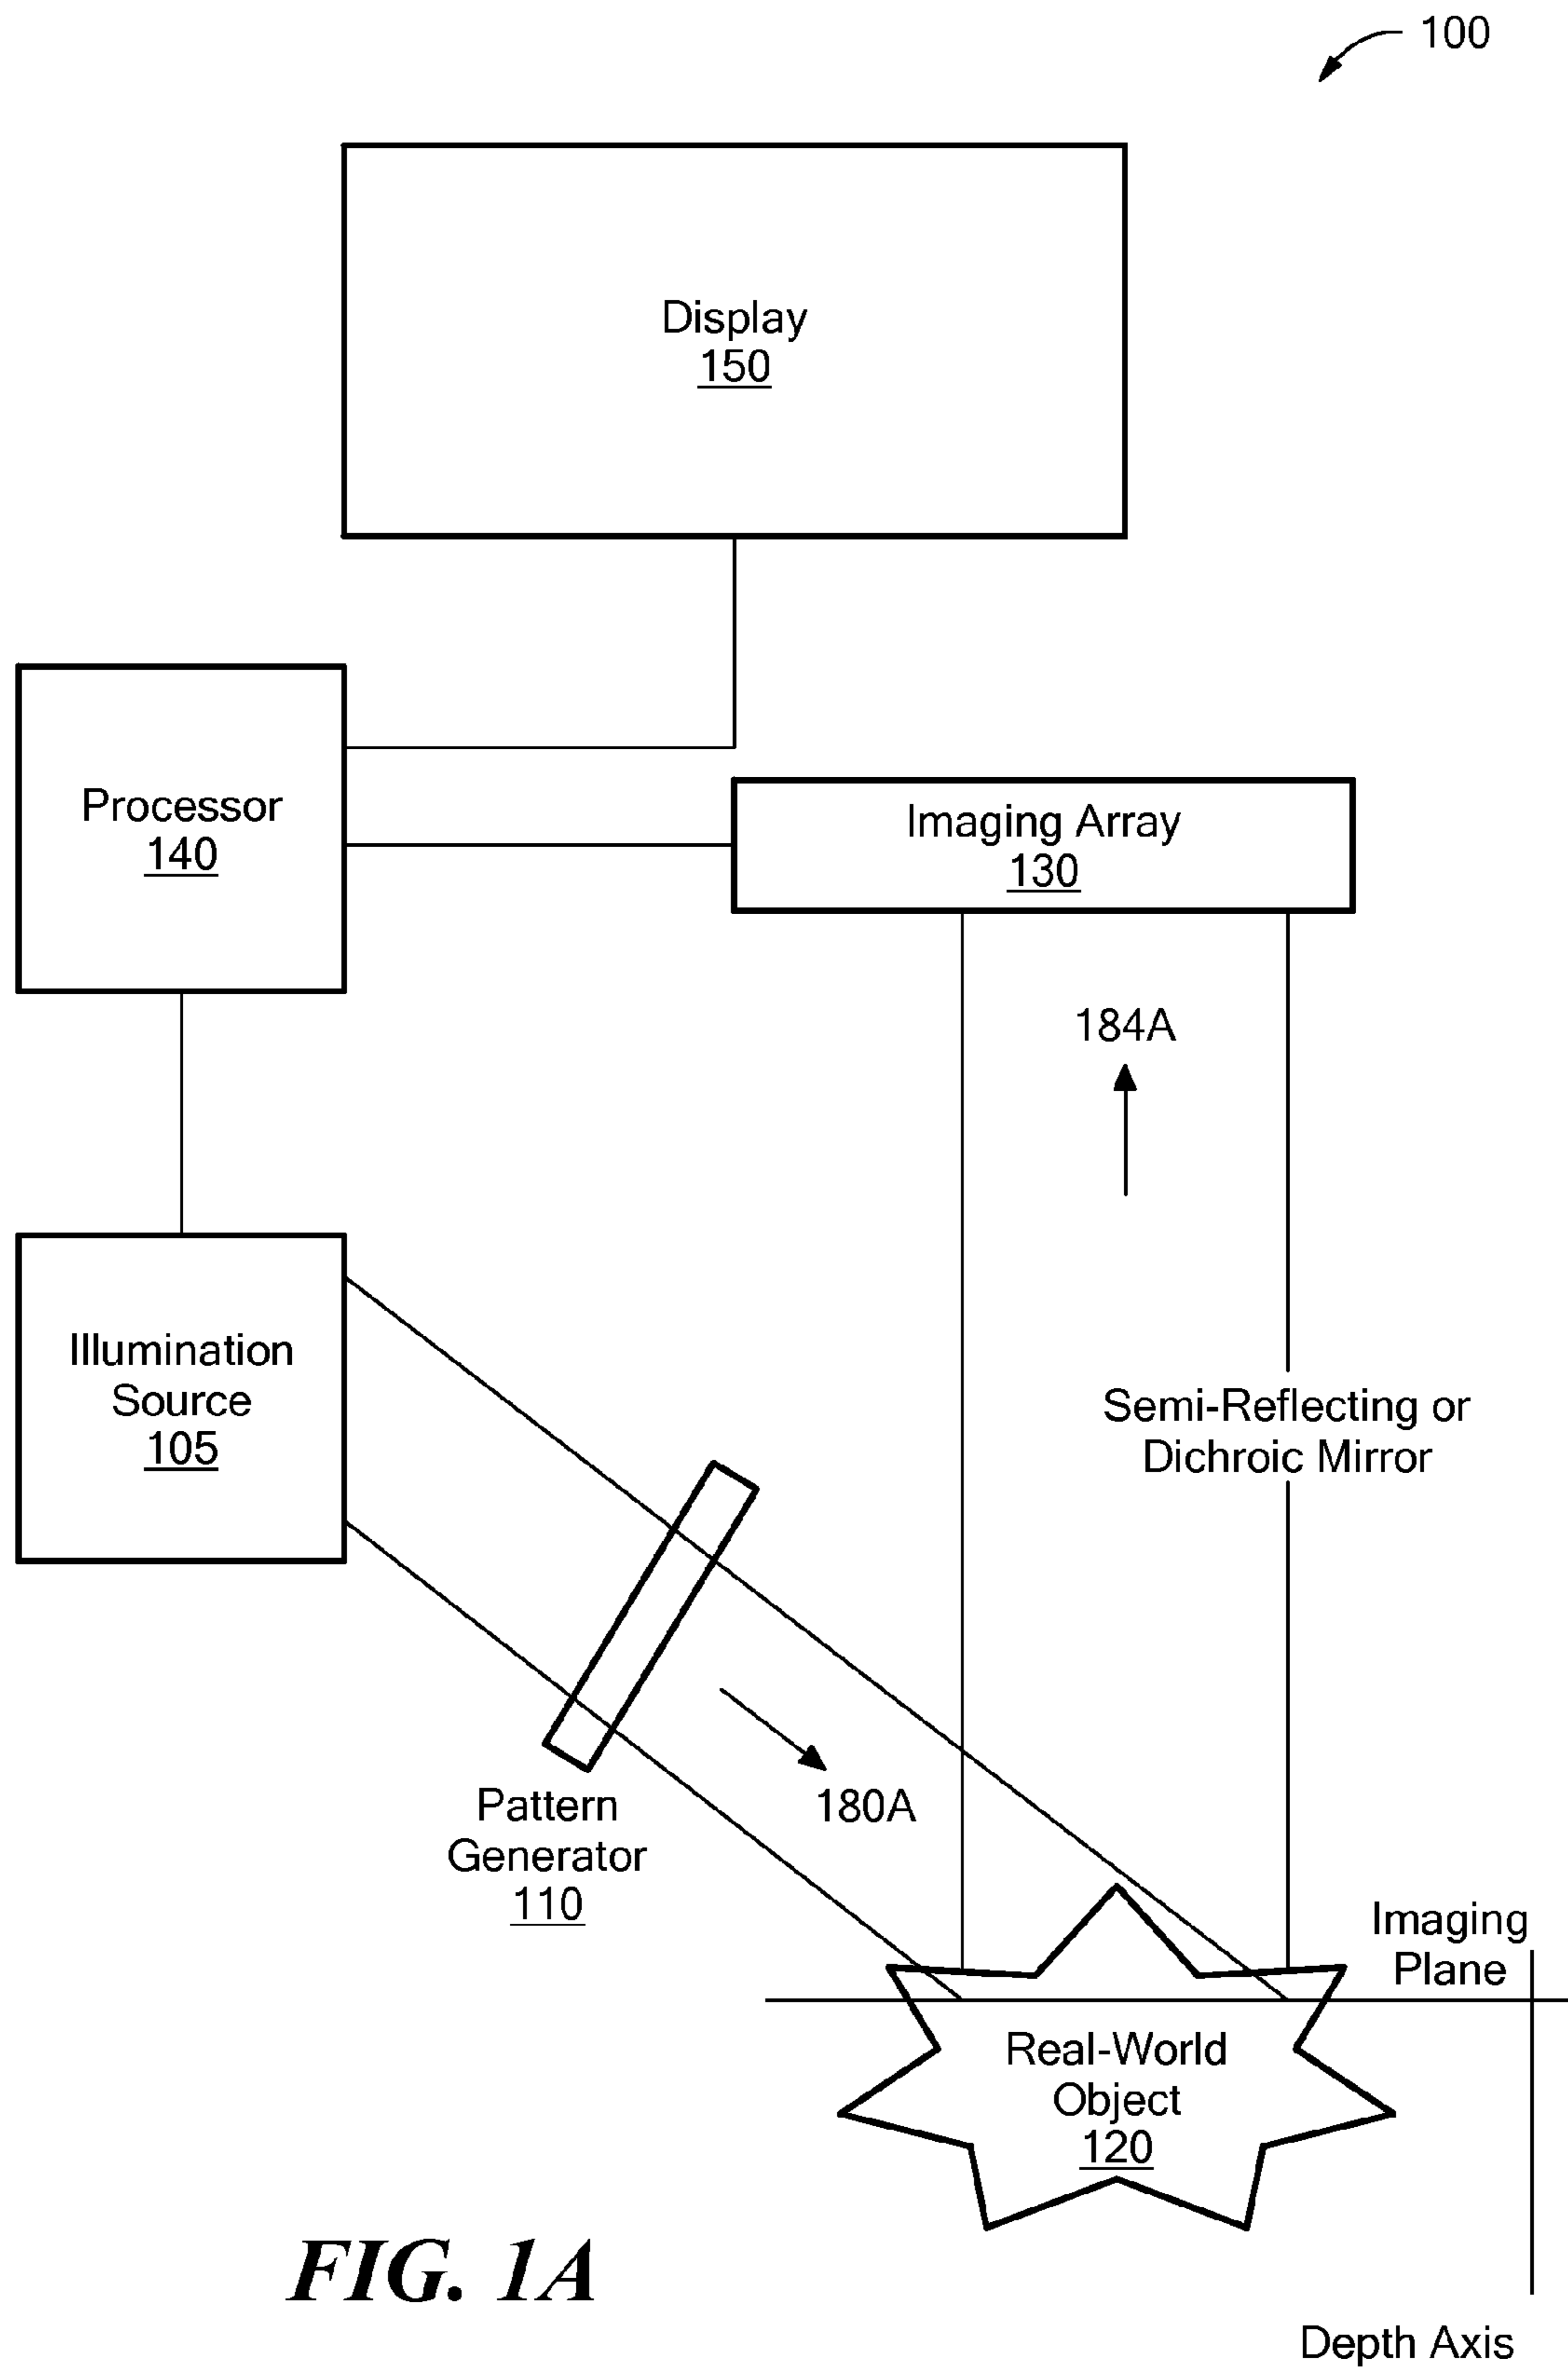 100
Display
150
Processor
140
Imaging Array
130
184A
Illumination
Source
105
Semi-Reflecting or
Dichroic Mirror
180A
Pattern
Generator
110
Imaging
Plane
Real-World
Object
120
FIG. 1A
Depth Axis